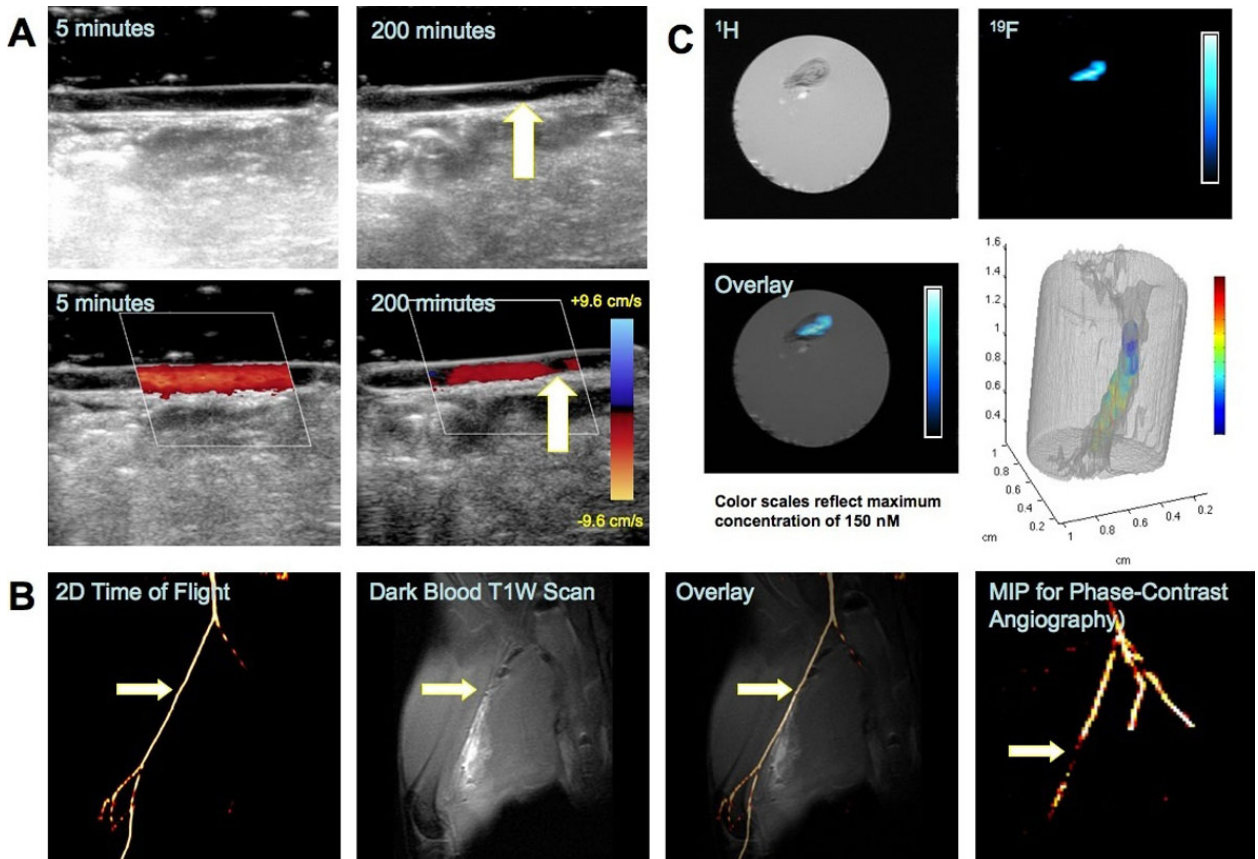 A
5 minutes
200 minutes
5 minutes
200 minutes
+9.6 cm/s
-9.6 cm/s
C
¹H
¹⁹F
Overlay
Color scales reflect maximum
concentration of 150 nM
1.6
1.4
1.2
1
0.8
0.6
0.4
1
0.8
0.6
0.4
0.2
cm
1
0.8
0.6
0.4
0.2
cm
B
2D Time of Flight
Dark Blood T1W Scan
Overlay
MIP for Phase-Contrast
Angiography)